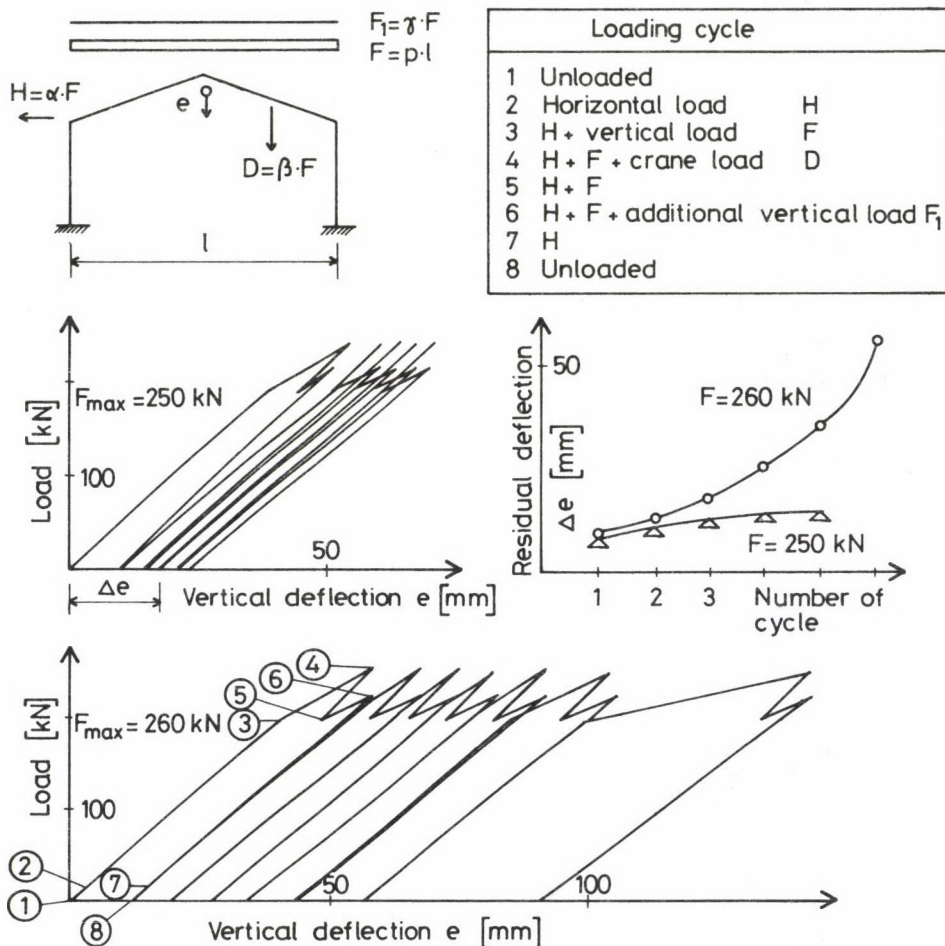 F₁=γ·F
F=p·l
H=α·F
e
D=β·F
l
Loading cycle
1 Unloaded
2 Horizontal load H
3 H+ vertical load F
4 H+F+crane load D
5 H+F
6 H+F+additional vertical load F₁
7 H
8 Unloaded
Load [kN]
Fmax=250 kN
100
50
Δe
Vertical deflection e [mm]
Residual deflection
Δe [mm]
50
F=260 kN
F=250 kN
1 2 3 Number of
cycle
Load [kN]
Fmax=260 kN
100
4
6
5
3
2
1
7
8
50
100
Vertical deflection e [mm]